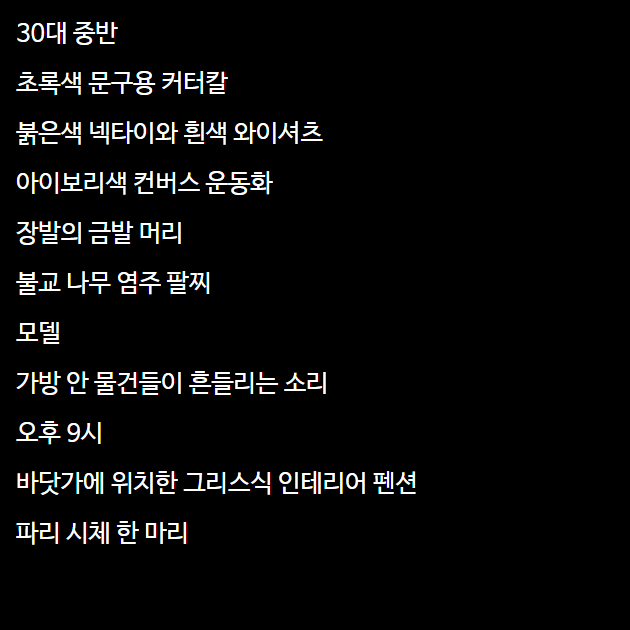 30대 중반
초록색 문구용 커터칼
붉은색 넥타이와 흰색 와이셔츠
아이보리색 컨버스 운동화
장발의 금발 머리
불교 나무 염주 팔찌
모델
가방 안 물건들이 흔들리는 소리
오후 9시
바닷가에 위치한 그리스식 인테리어 펜션
파리 시체 한 마리